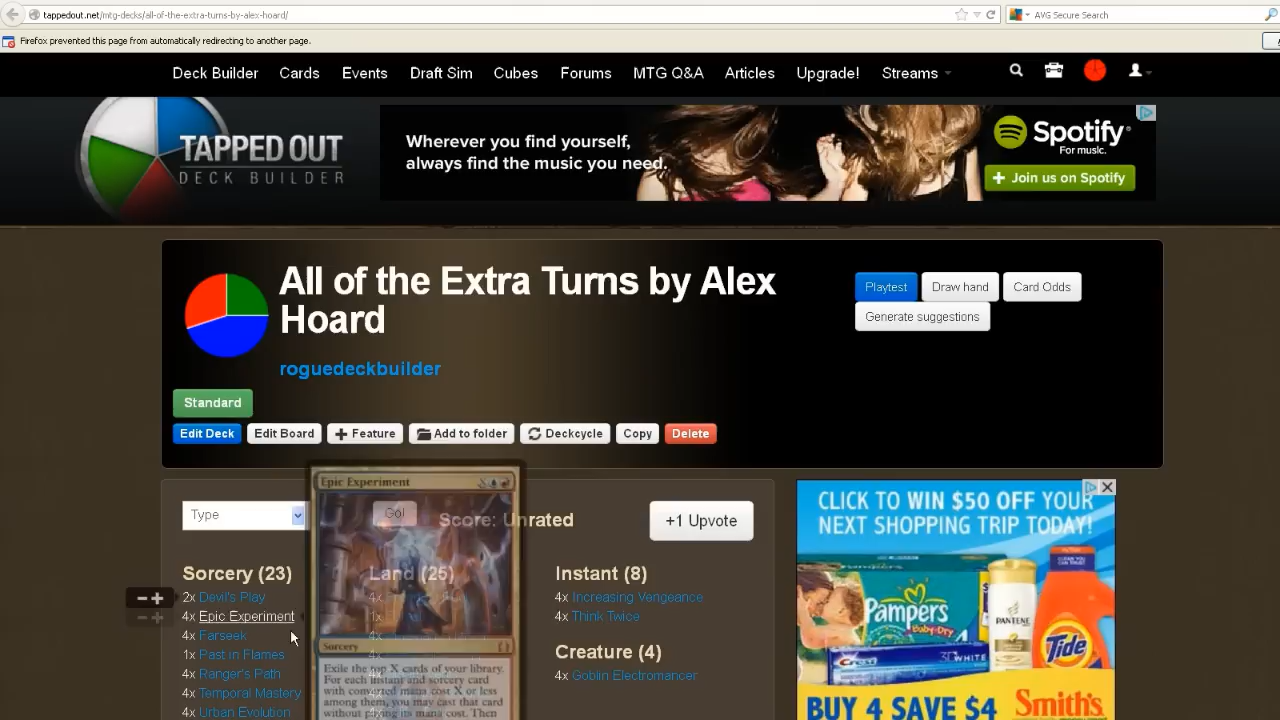 tappedout.net/mtg-decks/all-of-the-extra-turns-by-alex-hoard/
AVG Secure Search
Firefox prevented this page from automatically redirecting to another page.
Deck Builder Cards Events Draft Sim Cubes Forums MTG Q&A Articles Upgrade! Streams
TAPPED OUT
DECK BUILDER
Wherever you find yourself,
always find the music you need.
Spotify
For music.
+ Join us on Spotify
All of the Extra Turns by Alex
Hoard
roguedeckbuilder
Playtest Draw hand Card Odds
Generate suggestions
Standard
Edit Deck Edit Board + Feature Add to folder Deckcycle Copy Delete
Type
Go!
Score: Unrated
+1 Upvote
Sorcery (23)
2x Devil's Play
4x Epic Experiment
4x Farseek
1x Past in Flames
4x Ranger's Path
4x Temporal Mastery
4x Urban Evolution
Epic Experiment X
Sorcery
Exile the top X cards of your library.
For each instant and sorcery card
with converted mana cost X or less
among them, you may cast that card
without paying its mana cost. Then
Land (25)
Instant (8)
4x Increasing Vengeance
4x Think Twice
Creature (4)
4x Goblin Electromancer
CLICK TO WIN $50 OFF YOUR
NEXT SHOPPING TRIP TODAY!
Pampers
Baby-Dry
PANTENE
Tide
Crest 3D WHITE
BUY 4 SAVE $4 Smith's